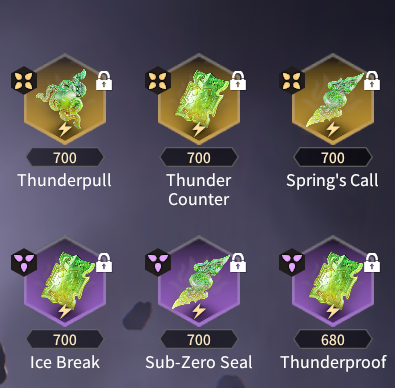 700 700 700
Thunderpull Thunder Counter Spring's Call
700 700 680
Ice Break Sub-Zero Seal Thunderproof